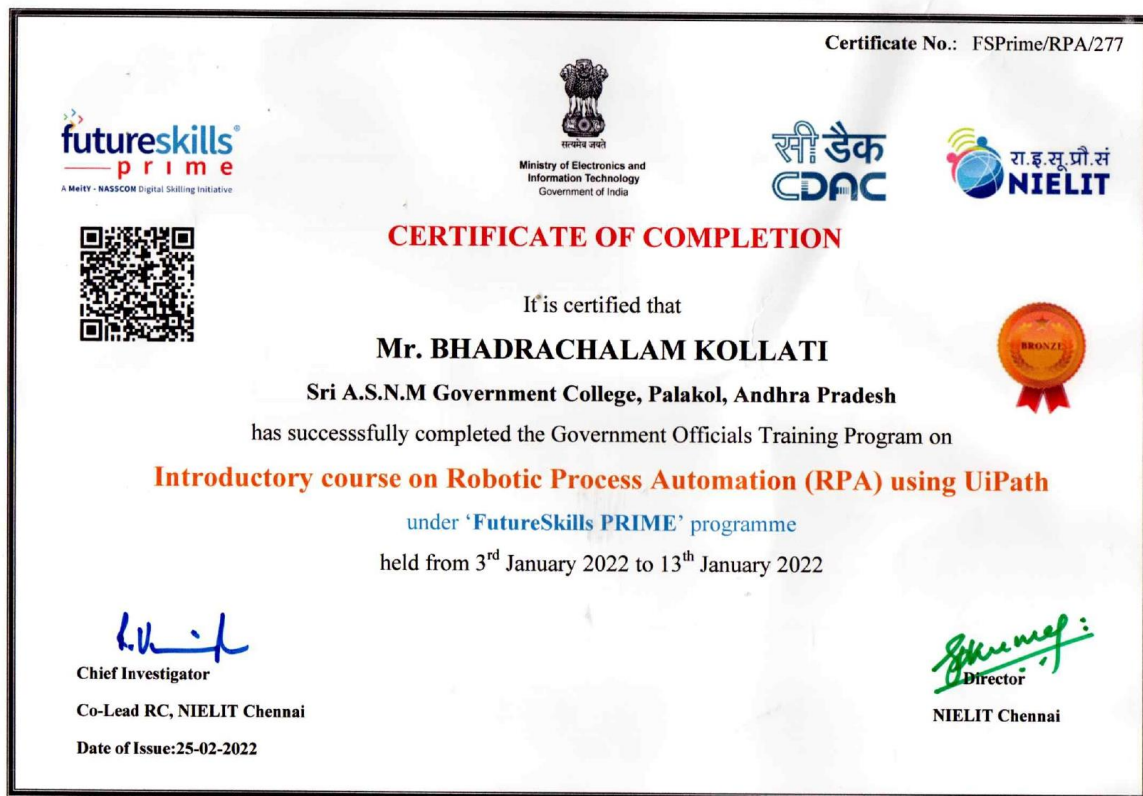 Certificate No.: FSPrime/RPA/277
futureskills®
prime
A MeitY - NASSCOM Digital Skilling Initiative
सत्यमेव जयते
Ministry of Electronics and
Information Technology
Government of India
सी डैक
CDAC
रा.इ.सू.प्रौ.सं
NIELIT
CERTIFICATE OF COMPLETION
It is certified that
Mr. BHADRACHALAM KOLLATI
BRONZE
Sri A.S.N.M Government College, Palakol, Andhra Pradesh
has successsfully completed the Government Officials Training Program on
Introductory course on Robotic Process Automation (RPA) using UiPath
under ‘FutureSkills PRIME’ programme
held from 3rd January 2022 to 13th January 2022
Chief Investigator
Co-Lead RC, NIELIT Chennai
Date of Issue:25-02-2022
Director
NIELIT Chennai